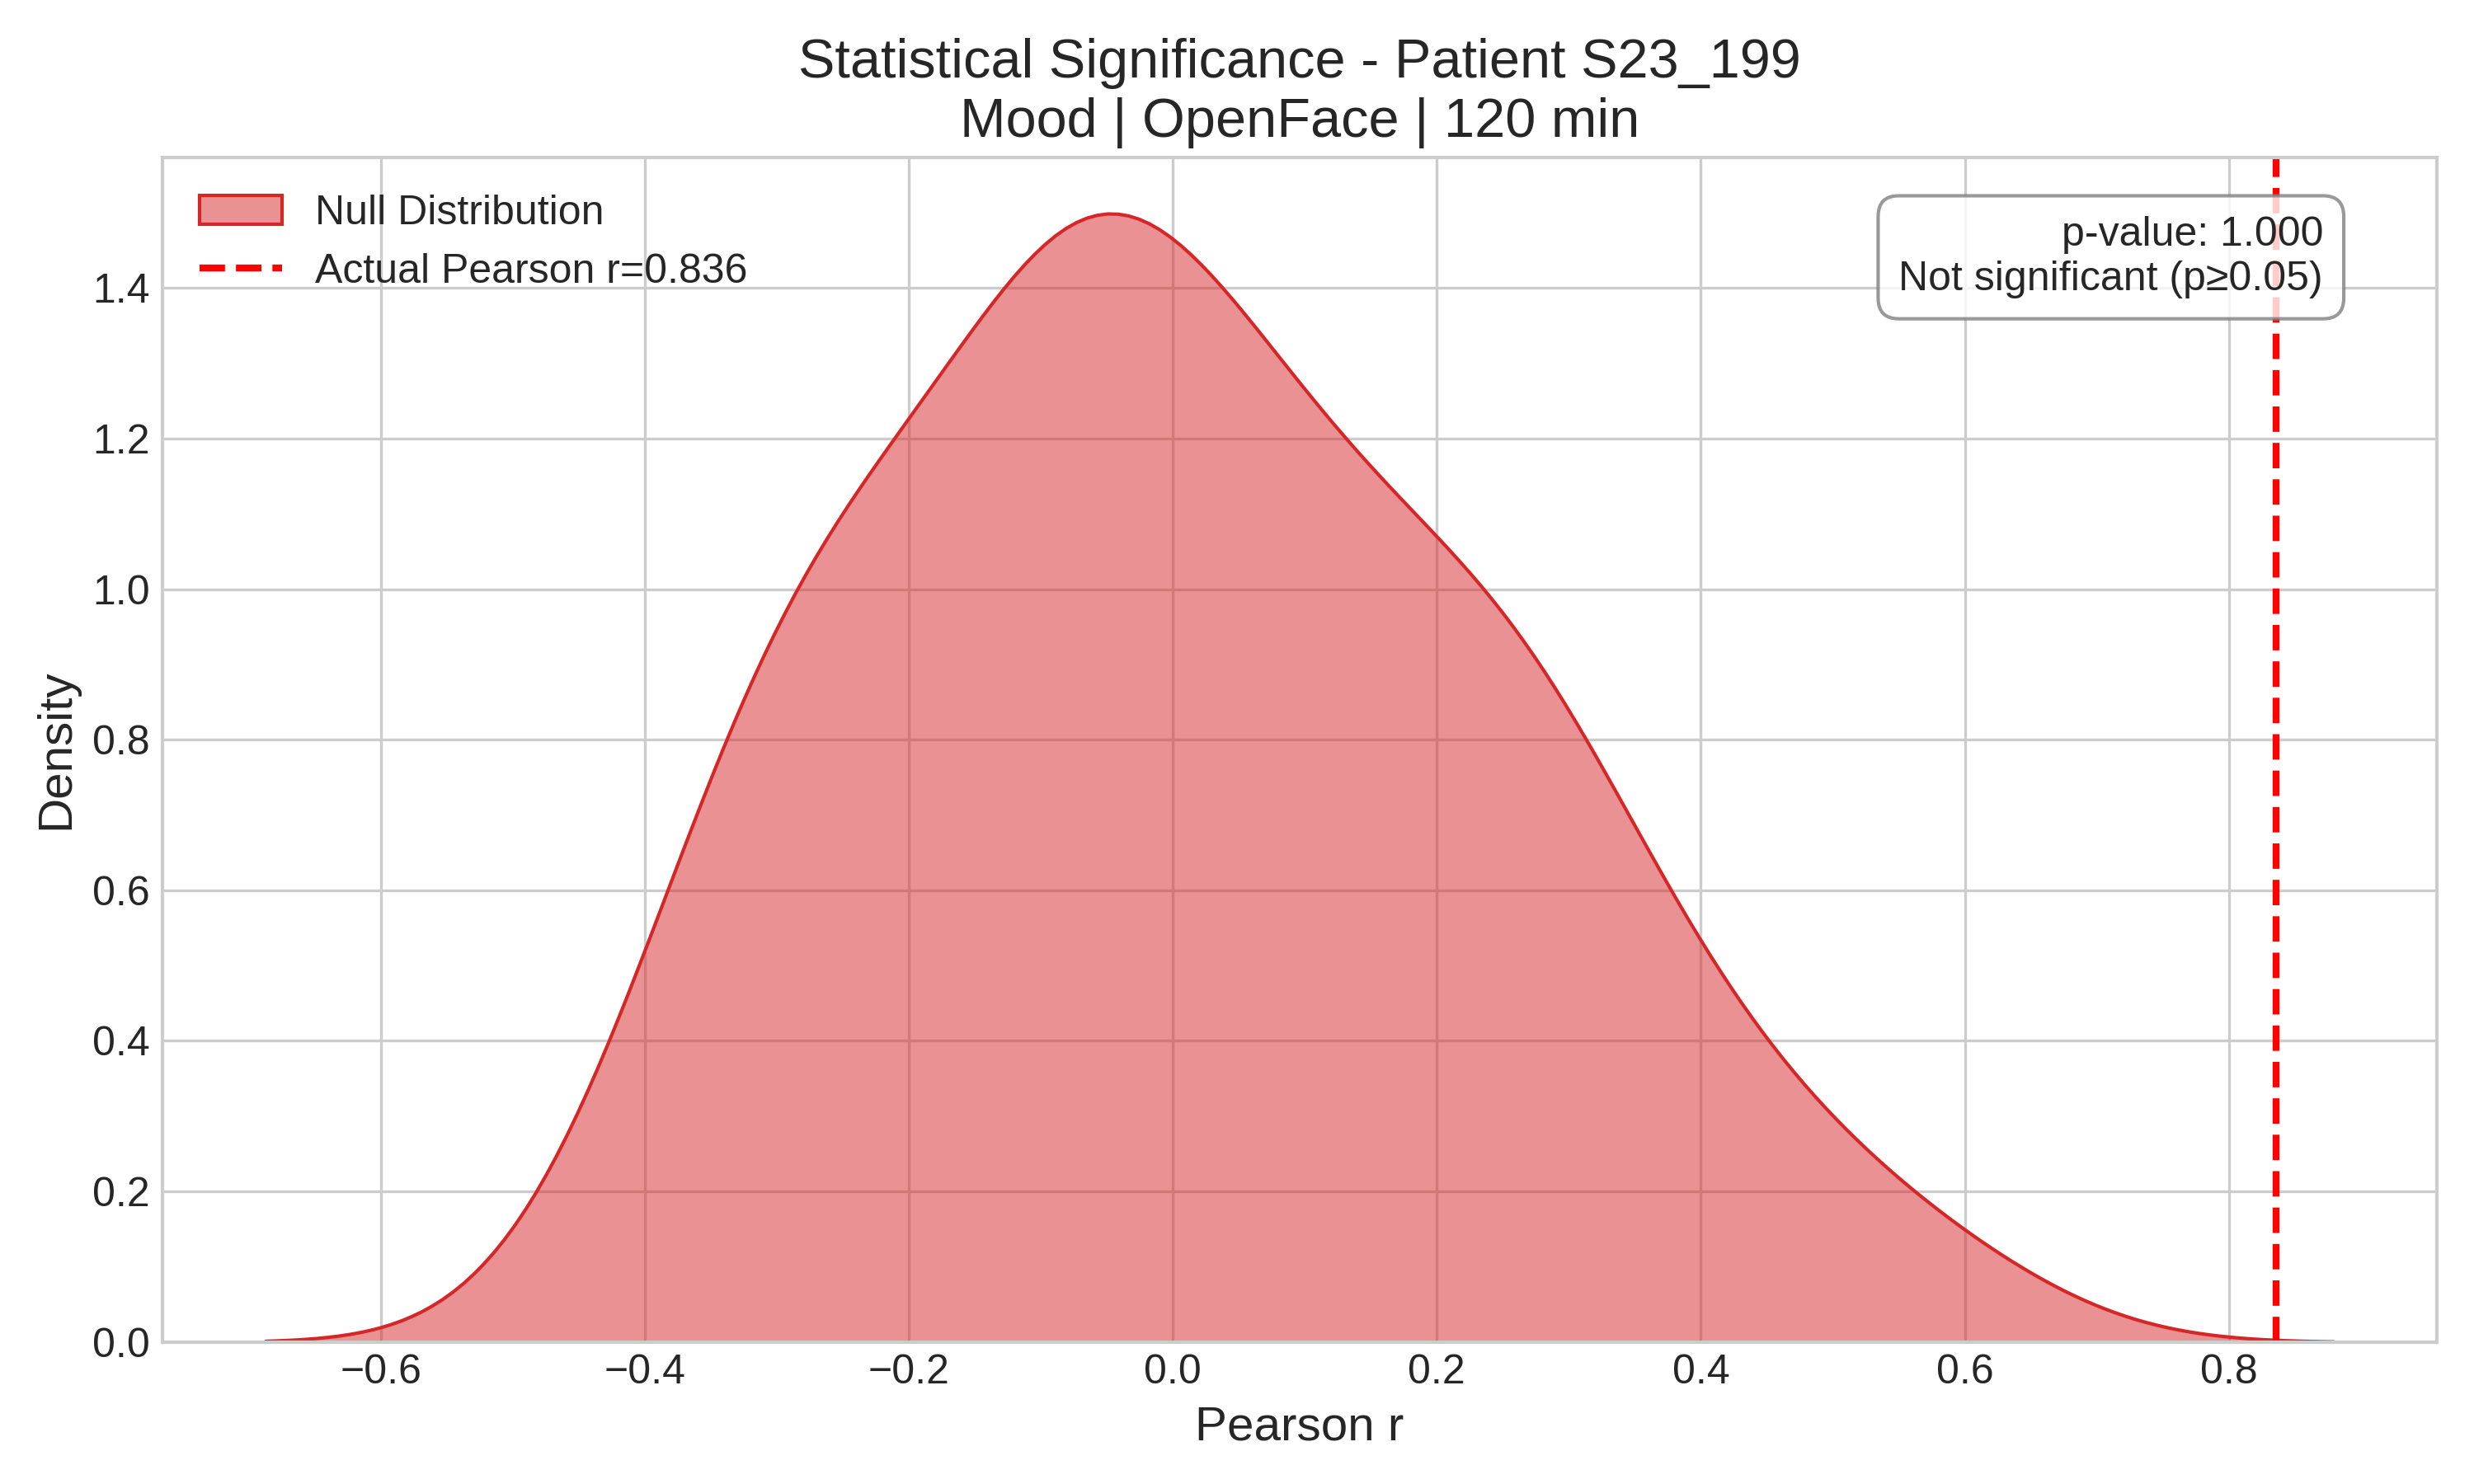 Statistical Significance - Patient S23_199
Mood | OpenFace | 120 min
Null Distribution
Actual Pearson r=0.836
p-value: 1.000
Not significant (p≥0.05)
Density
1.4
1.2
1.0
0.8
0.6
0.4
0.2
0.0
−0.6 −0.4 −0.2 0.0 0.2 0.4 0.6 0.8
Pearson r